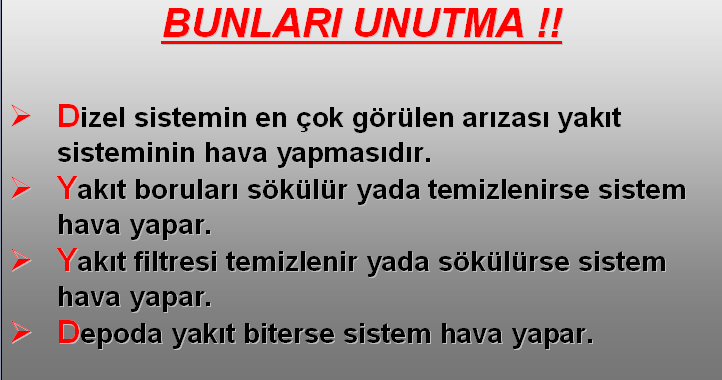 BUNLARI UNUTMA !!
Dizel sistemin en çok görülen arızası yakıt
sisteminin hava yapmasıdır.
Yakıt boruları sökülür yada temizlenirse sistem
hava yapar.
Yakıt filtresi temizlenir yada sökülürse sistem
hava yapar.
Depoda yakıt biterse sistem hava yapar.